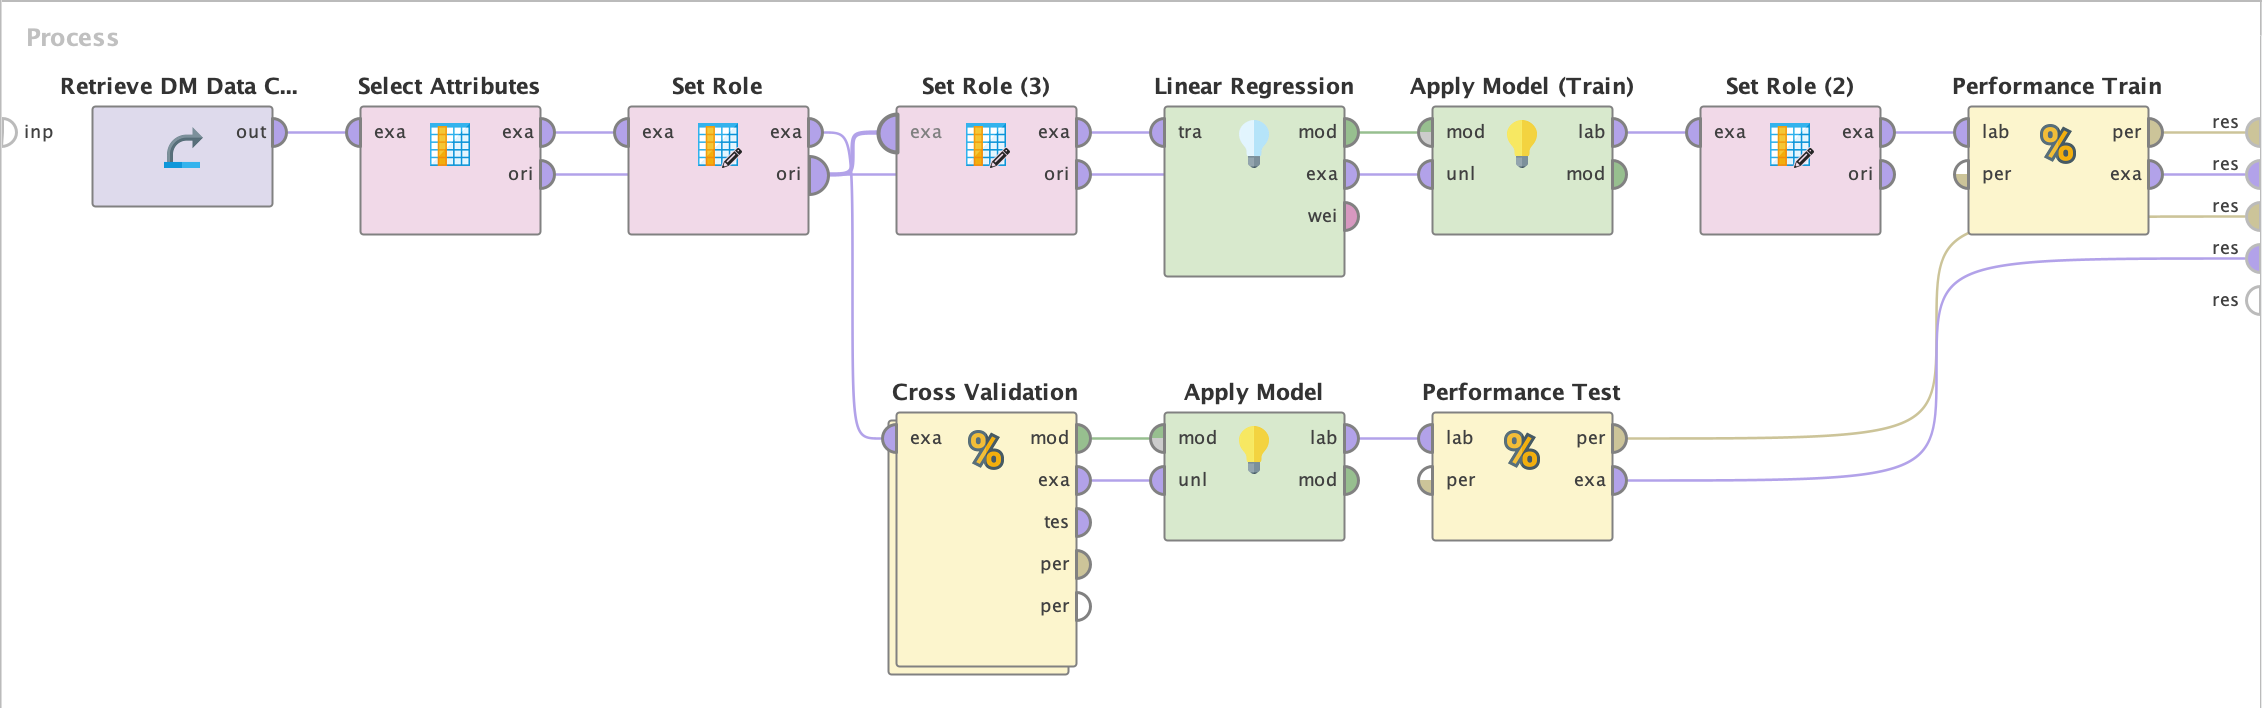 Process
Retrieve DM Data C...
Select Attributes
Set Role
Set Role (3)
Linear Regression
Apply Model (Train)
Set Role (2)
Performance Train
inp
out
exa
exa
ori
exa
exa
ori
exa
exa
ori
tra
mod
exa
wei
mod
unl
lab
mod
exa
exa
ori
lab
per
per
exa
res
res
res
res
res
Cross Validation
Apply Model
Performance Test
exa
mod
exa
tes
per
per
mod
unl
lab
mod
lab
per
per
exa